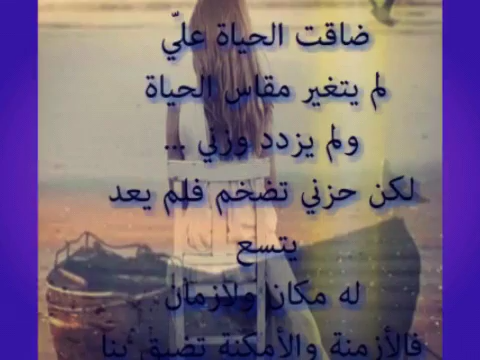 ضاقت الحياة عليّ
لم يتغير مقاس الحياة
ولم يزدد وزني ...
لكن حزني تضخم فلم يعد
يتسع
له مكان ولازمان
فالأزمنة والأمكنة تضيق بنا